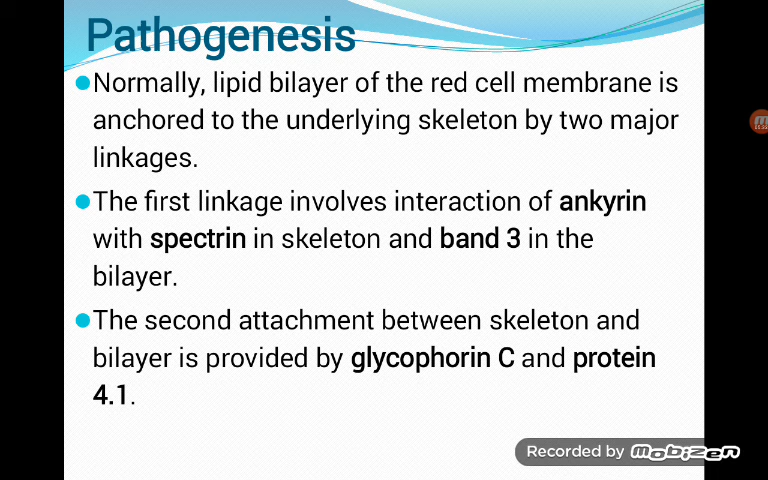 Pathogenesis
Normally, lipid bilayer of the red cell membrane is
anchored to the underlying skeleton by two major
linkages.
The first linkage involves interaction of ankyrin
with spectrin in skeleton and band 3 in the
bilayer.
The second attachment between skeleton and
bilayer is provided by glycophorin C and protein
4.1.
Recorded by mobizen